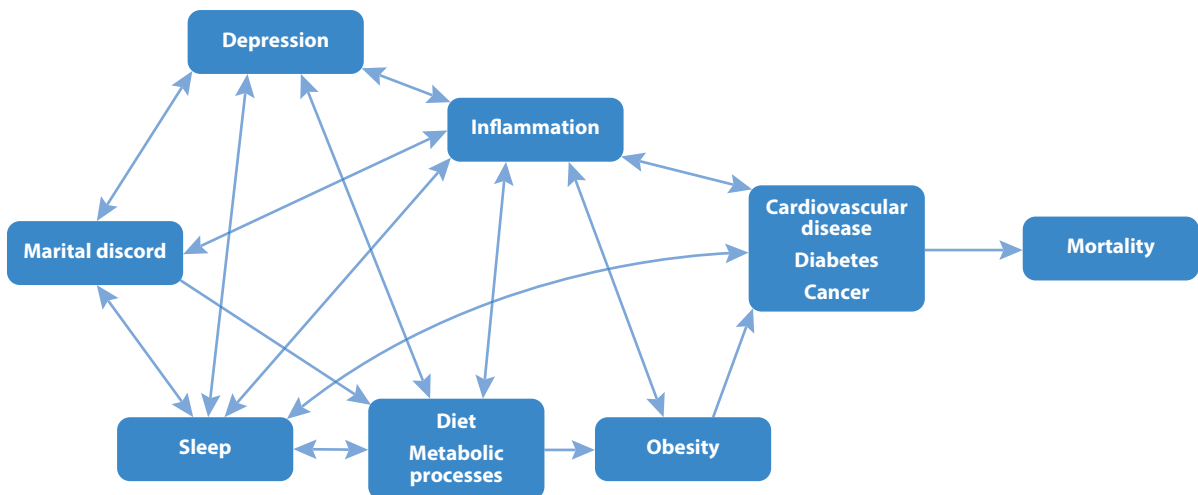 Depression
Inflammation
Cardiovascular
disease
Diabetes
Cancer
Mortality
Marital discord
Sleep
Diet
Metabolic
processes
Obesity